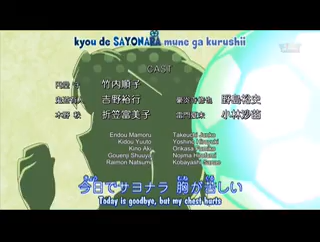 kyou de SAYONARA mune ga kurushii
CAST
竹内順子
吉野裕行
野島裕史
木野 秋
折笠富美子
小林沙苗
Endou Mamoru
Takeuchi Junko
Kidou Yuuto
Yoshino Hiroyuki
Kino Aki
Orikasa Fumiko
Gouenji Shuuya
Nojima Hirofumi
Raimon Natsumi
Kobayashi Sanae
今日でサヨナラ 胸が苦しい
Today is goodbye, but my chest hurts